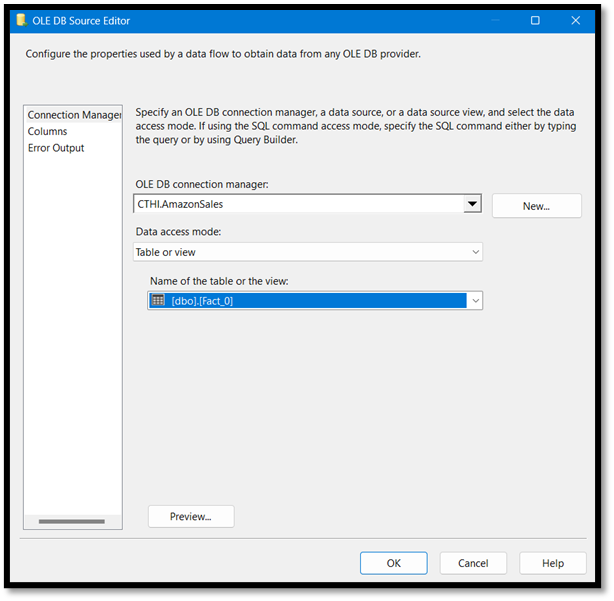 OLE DB Source Editor
Configure the properties used by a data flow to obtain data from any OLE DB provider.
Connection Manager
Columns
Error Output
Specify an OLE DB connection manager, a data source, or a data source view, and select the data
access mode. If using the SQL command access mode, specify the SQL command either by typing
the query or by using Query Builder.
OLE DB connection manager:
CTHI.AmazonSales
New...
Data access mode:
Table or view
Name of the table or the view:
[dbo].[Fact_0]
Preview...
OK
Cancel
Help